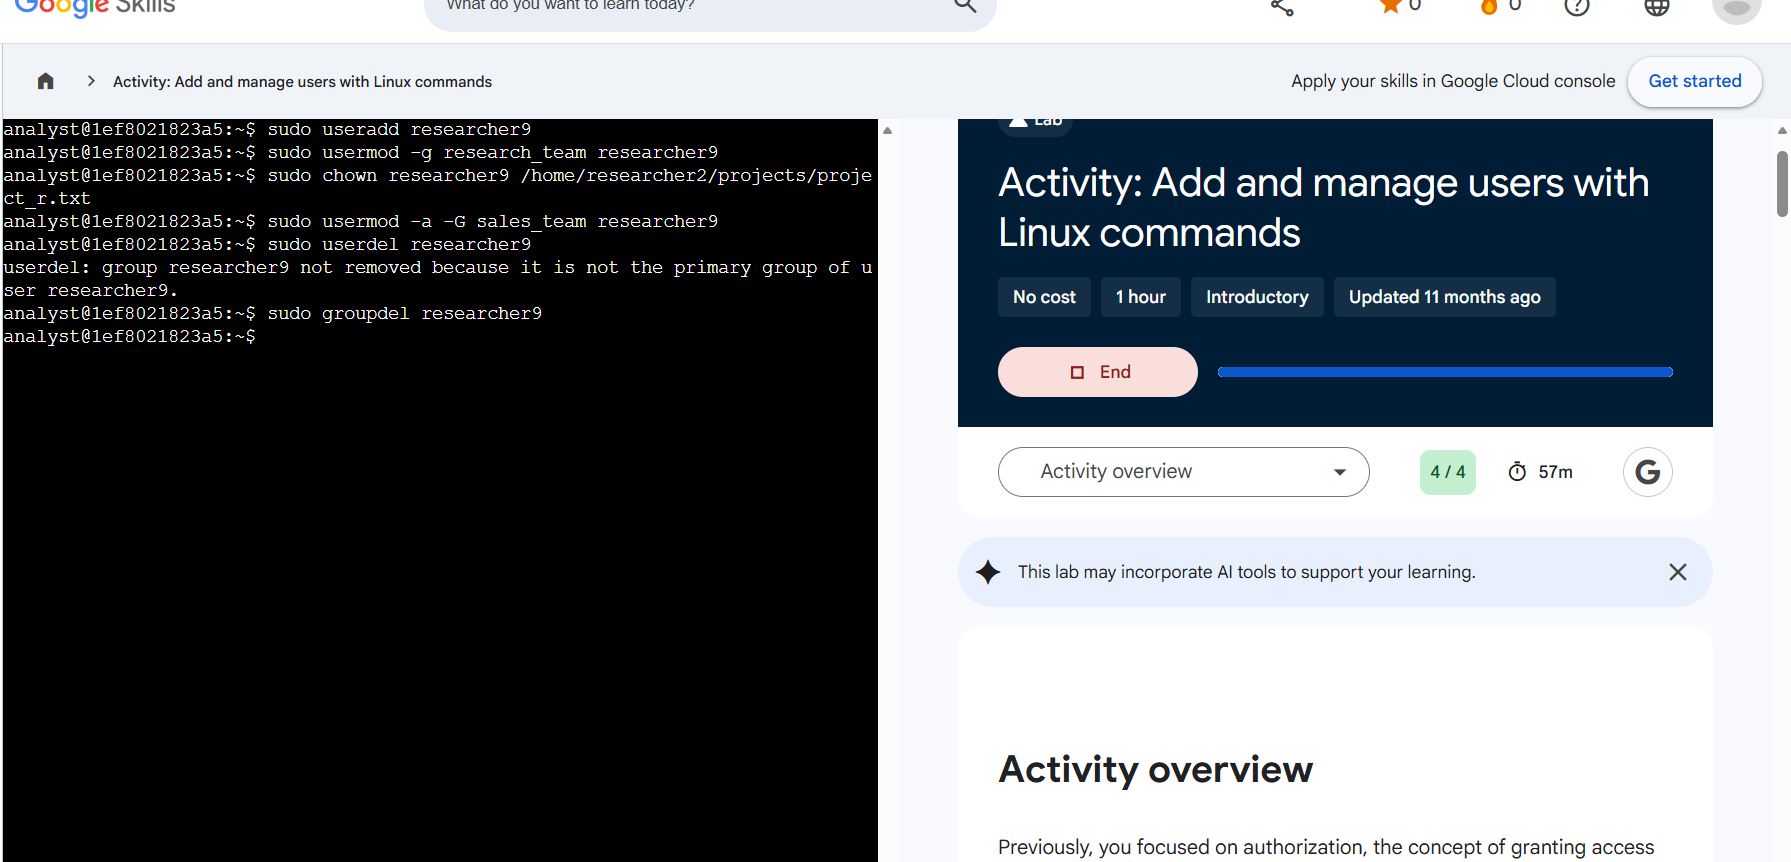 Google Skills
What do you want to learn today?
0
0
Activity: Add and manage users with Linux commands
Apply your skills in Google Cloud console
Get started
analyst@1ef8021823a5:~$ sudo useradd researcher9
analyst@1ef8021823a5:~$ sudo usermod -g research_team researcher9
analyst@1ef8021823a5:~$ sudo chown researcher9 /home/researcher2/projects/proje
ct_r.txt
analyst@1ef8021823a5:~$ sudo usermod -a -G sales_team researcher9
analyst@1ef8021823a5:~$ sudo userdel researcher9
userdel: group researcher9 not removed because it is not the primary group of u
ser researcher9.
analyst@1ef8021823a5:~$ sudo groupdel researcher9
analyst@1ef8021823a5:~$
Lab
Activity: Add and manage users with
Linux commands
No cost
1 hour
Introductory
Updated 11 months ago
End
Activity overview
4 / 4
57m
G
This lab may incorporate AI tools to support your learning.
Activity overview
Previously, you focused on authorization, the concept of granting access